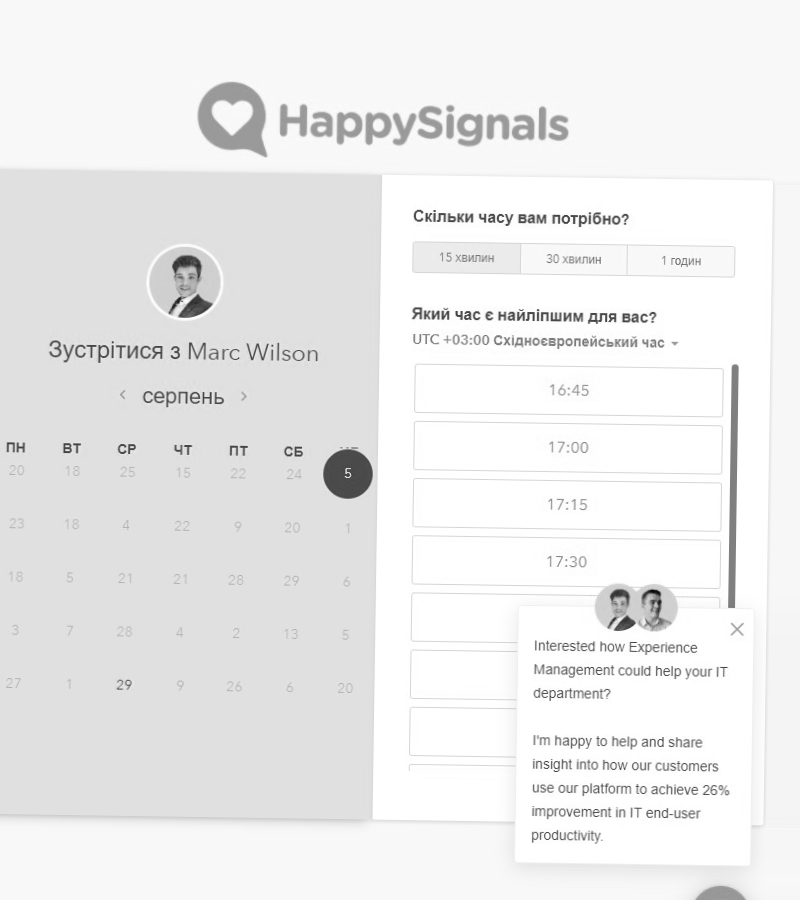 HappySignals
Зустрітися з Marc Wilson
серпень
ПН ВТ СР ЧТ ПТ СБ
20 18 25 15 22 24 5
23 18 4 22 9 20 1
18 5 21 21 28 29 6
3 7 28 4 2 13 5
27 1 29 9 26 6 20
Скільки часу вам потрібно?
15 хвилин 30 хвилин 1 годин
Який час є найліпшим для вас?
UTC +03:00 Східноєвропейський час
16:45
17:00
17:15
17:30
Interested how Experience
Management could help your IT
department?
I'm happy to help and share
insight into how our customers
use our platform to achieve 26%
improvement in IT end-user
productivity.